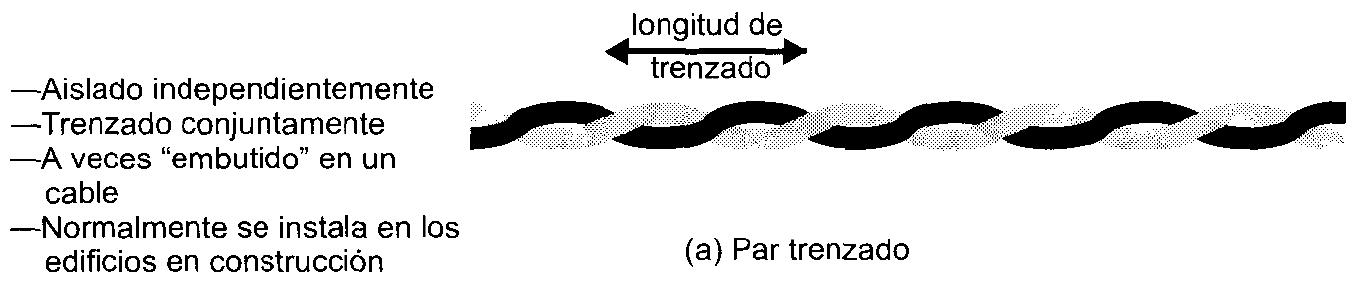 longitud de
trenzado
—Aislado independientemente
—Trenzado conjuntamente
—A veces “embutido” en un
cable
—Normalmente se instala en los
edificios en construcción
(a) Par trenzado